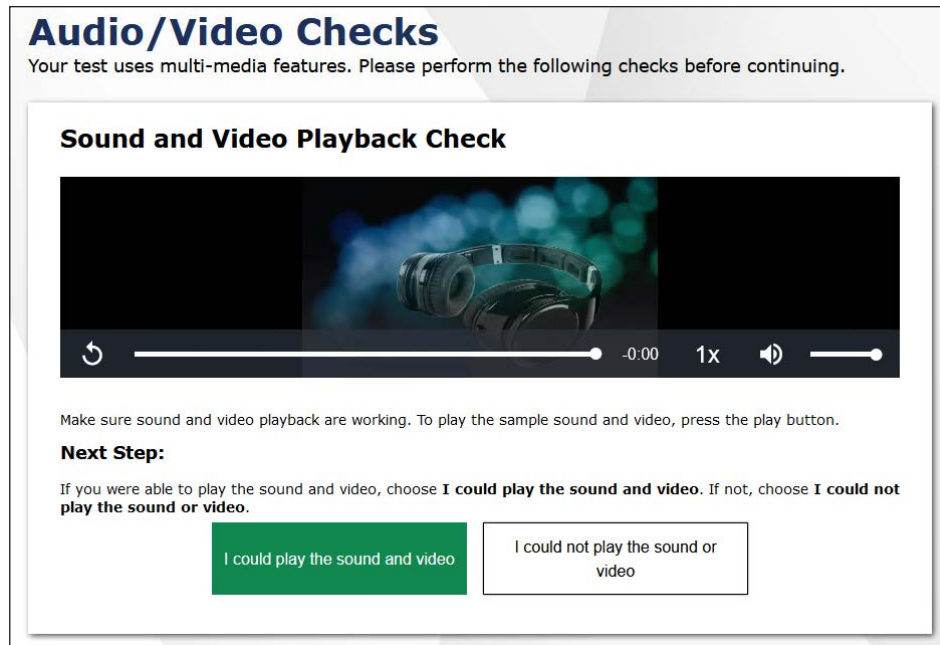 Audio/Video Checks
Your test uses multi-media features. Please perform the following checks before continuing.
Sound and Video Playback Check
-0:00 1x
Make sure sound and video playback are working. To play the sample sound and video, press the play button.
Next Step:
If you were able to play the sound and video, choose I could play the sound and video. If not, choose I could not
play the sound or video.
I could play the sound and video
I could not play the sound or
video